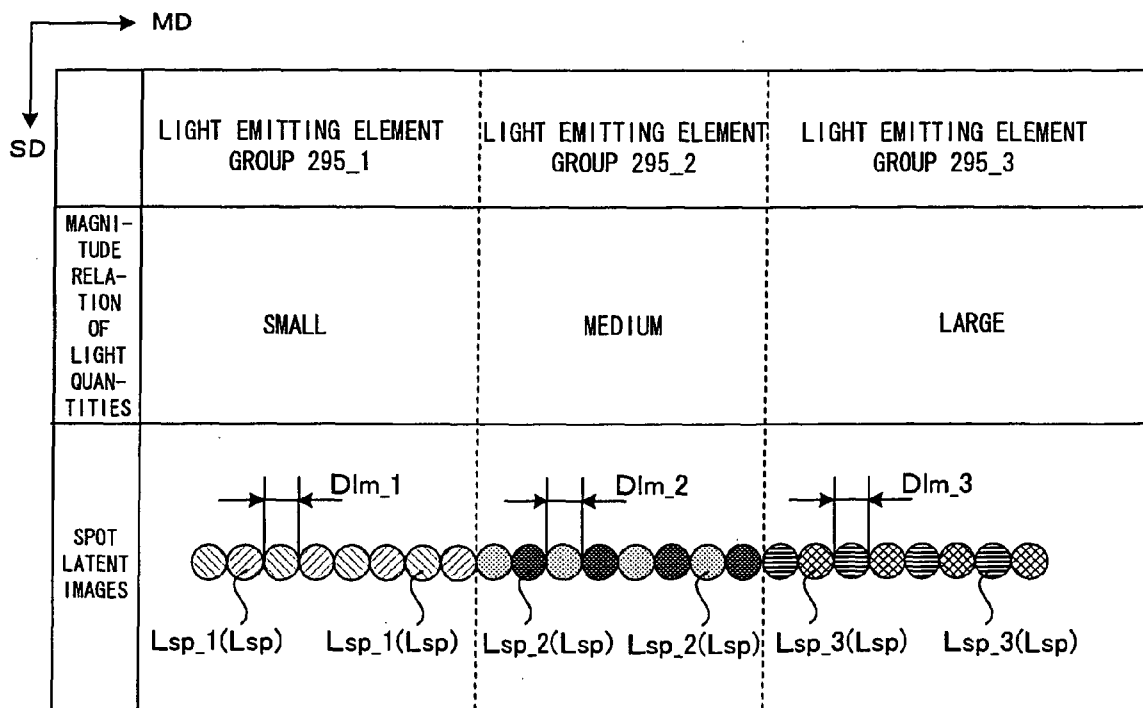 MD
SD
LIGHT EMITTING ELEMENT
GROUP 295_1
LIGHT EMITTING ELEMENT
GROUP 295_2
LIGHT EMITTING ELEMENT
GROUP 295_3
MAGNI-
TUDE
RELA-
TION
OF
LIGHT
QUAN-
TITIES
SMALL
MEDIUM
LARGE
SPOT
LATENT
IMAGES
Dlm_1
Dlm_2
Dlm_3
Lsp_1(Lsp)
Lsp_1(Lsp)
Lsp_2(Lsp)
Lsp_2(Lsp)
Lsp_3(Lsp)
Lsp_3(Lsp)